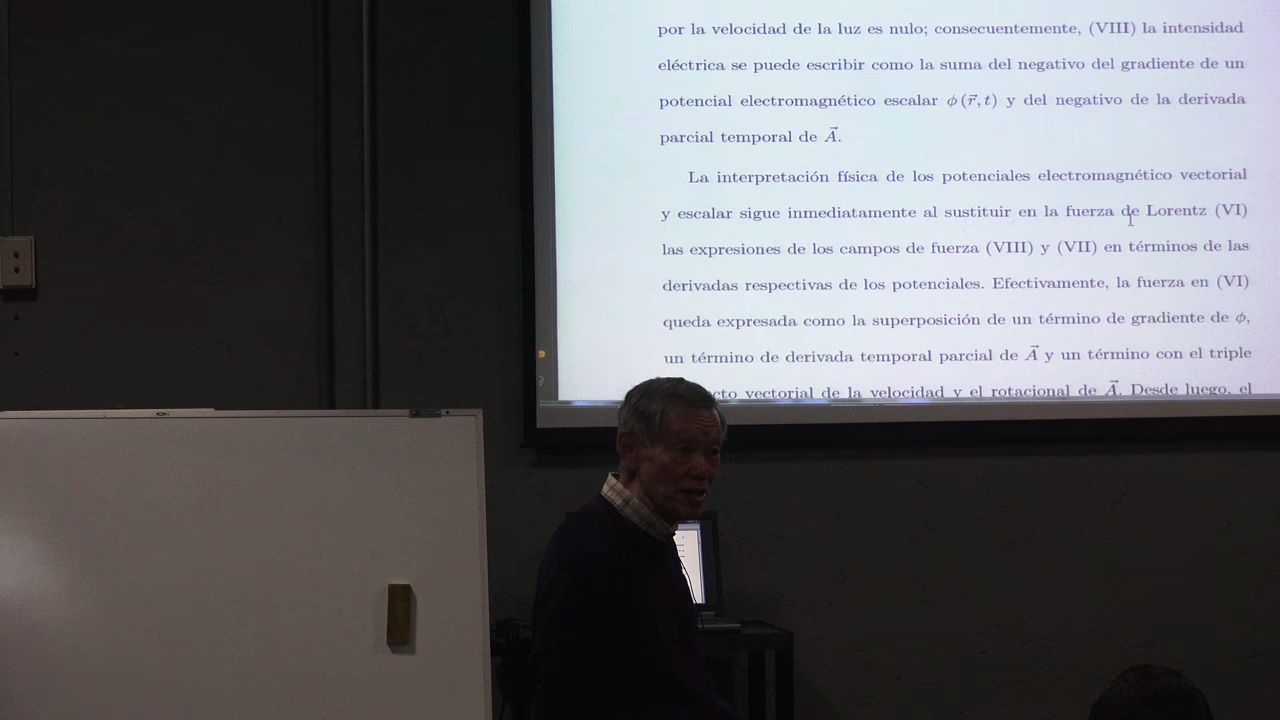 por la velocidad de la luz es nulo; consecuentemente, (VIII) la intensidad
eléctrica se puede escribir como la suma del negativo del gradiente de un
potencial electromagnético escalar ϕ(r⃗, t) y del negativo de la derivada
parcial temporal de A⃗.
La interpretación física de los potenciales electromagnético vectorial
y escalar sigue inmediatamente al sustituir en la fuerza de Lorentz (VI)
las expresiones de los campos de fuerza (VIII) y (VII) en términos de las
derivadas respectivas de los potenciales. Efectivamente, la fuerza en (VI)
queda expresada como la superposición de un término de gradiente de ϕ,
un término de derivada temporal parcial de A⃗ y un término con el triple
cto vectorial de la velocidad y el rotacional de A⃗. Desde luego, el